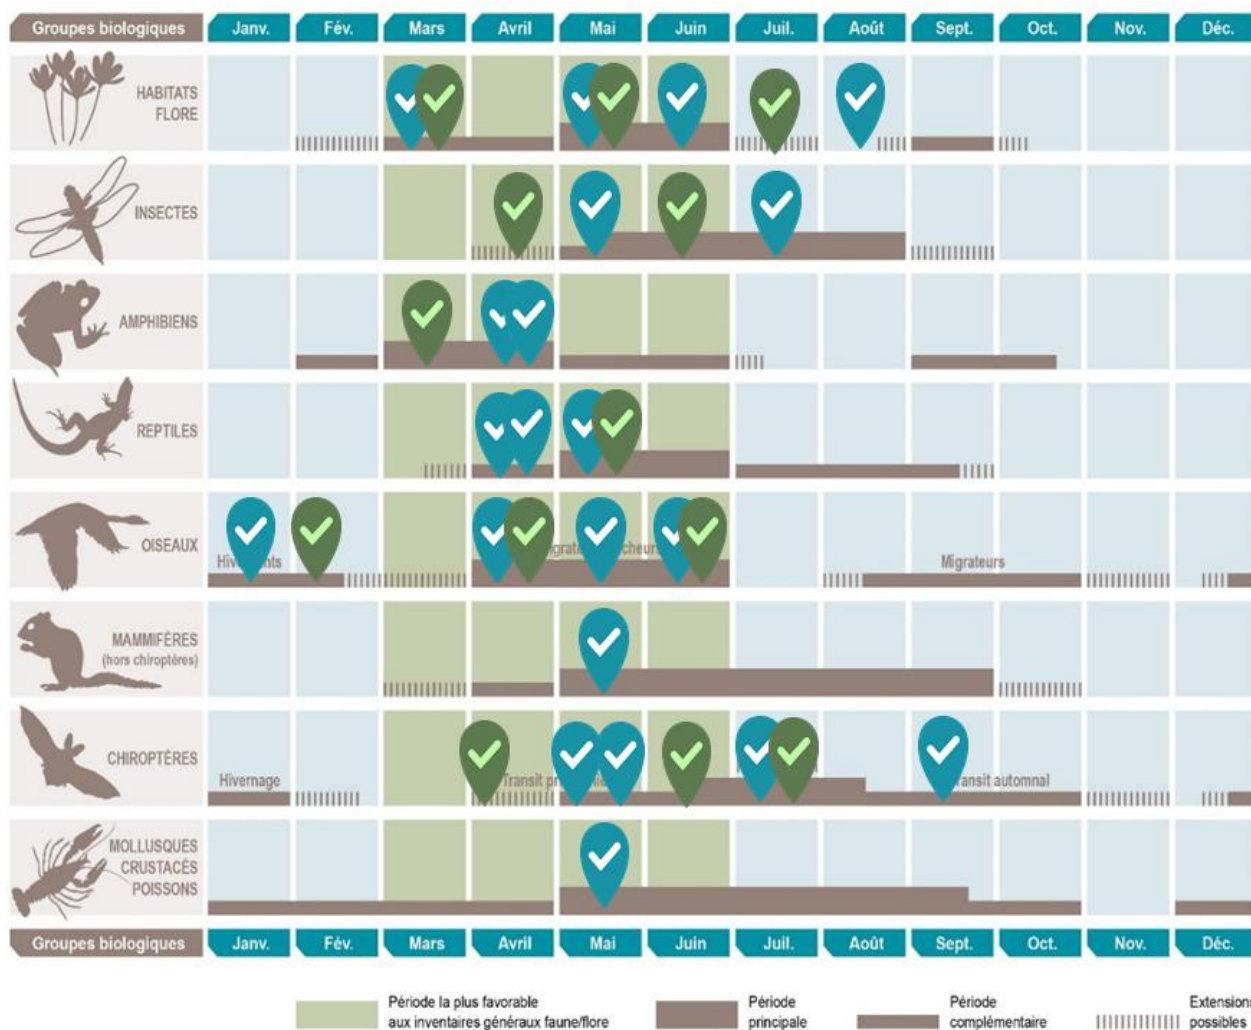 Groupes biologiques Janv. Fév. Mars Avril Mai Juin Juil. Août Sept. Oct. Nov. Déc.
HABITATS
FLORE
INSECTES
AMPHIBIENS
REPTILES
OISEAUX
Migrateurs
MAMMIFÈRES
(hors chiroptères)
CHIROPTÈRES
Hivernage
Transit
Transit automnal
MOLLUSQUES
CRUSTACÉS
POISSONS
Groupes biologiques Janv. Fév. Mars Avril Mai Juin Juil. Août Sept. Oct. Nov. Déc.
Période la plus favorable
aux inventaires généraux faune/flore
Période
principale
Période
complémentaire
Extensions
possibles